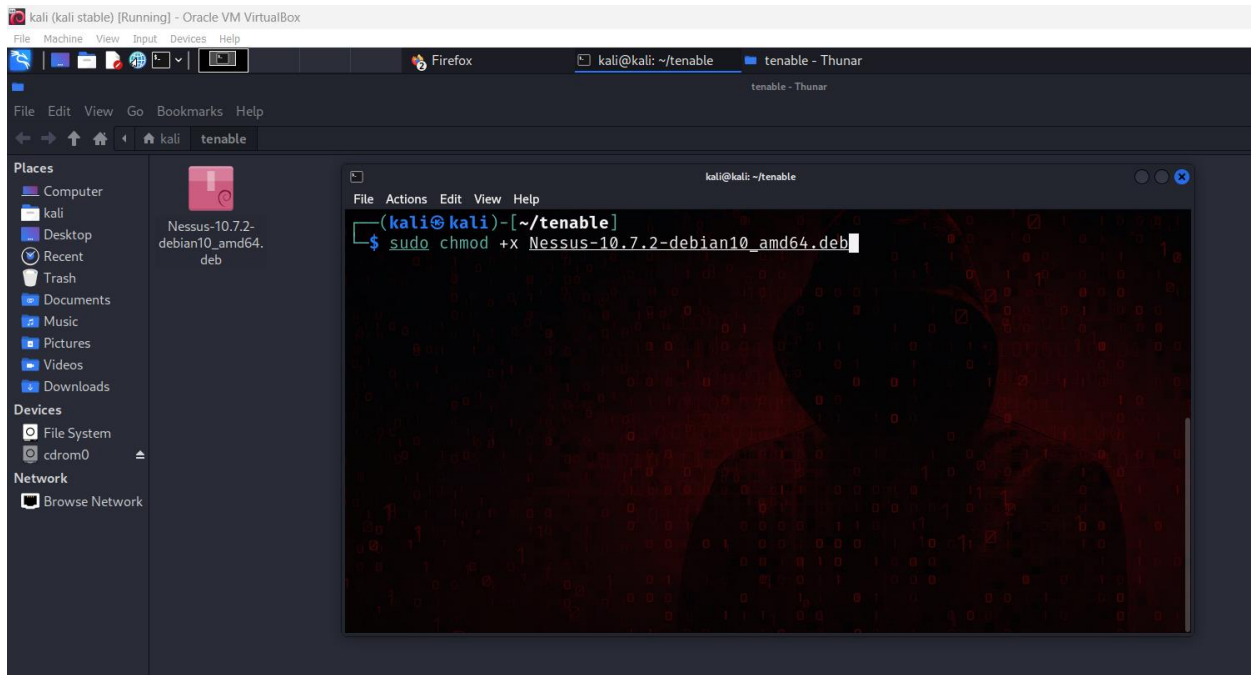 kali (kali stable) [Running] - Oracle VM VirtualBox
File Machine View Input Devices Help
2 Firefox kali@kali: ~/tenable tenable - Thunar
tenable - Thunar
File Edit View Go Bookmarks Help
kali tenable
Places
Computer
kali
Desktop
Recent
Trash
Documents
Music
Pictures
Videos
Downloads
Devices
File System
cdrom0
Network
Browse Network
Nessus-10.7.2-
debian10_amd64.
deb
kali@kali: ~/tenable
File Actions Edit View Help
┌──(kali㉿kali)-[~/tenable]
└─$ sudo chmod +x Nessus-10.7.2-debian10_amd64.deb